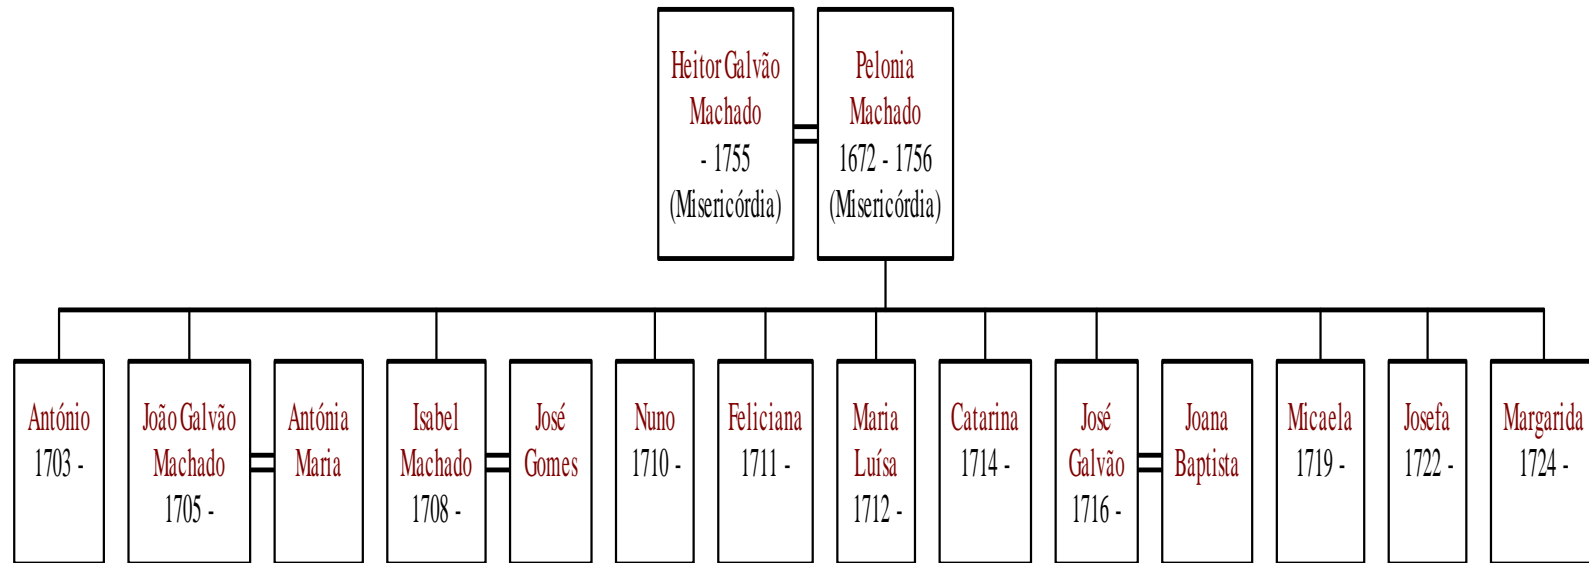 Heitor Galvão
Machado
- 1755
(Misericórdia)
Pelonia
Machado
1672 - 1756
(Misericórdia)
António
1703 -
João Galvão
Machado
1705 -
Antónia
Maria
Isabel
Machado
1708 -
José
Gomes
Nuno
1710 -
Feliciana
1711 -
Maria
Luísa
1712 -
Catarina
1714 -
José
Galvão
1716 -
Joana
Baptista
Micaela
1719 -
Josefa
1722 -
Margarida
1724 -